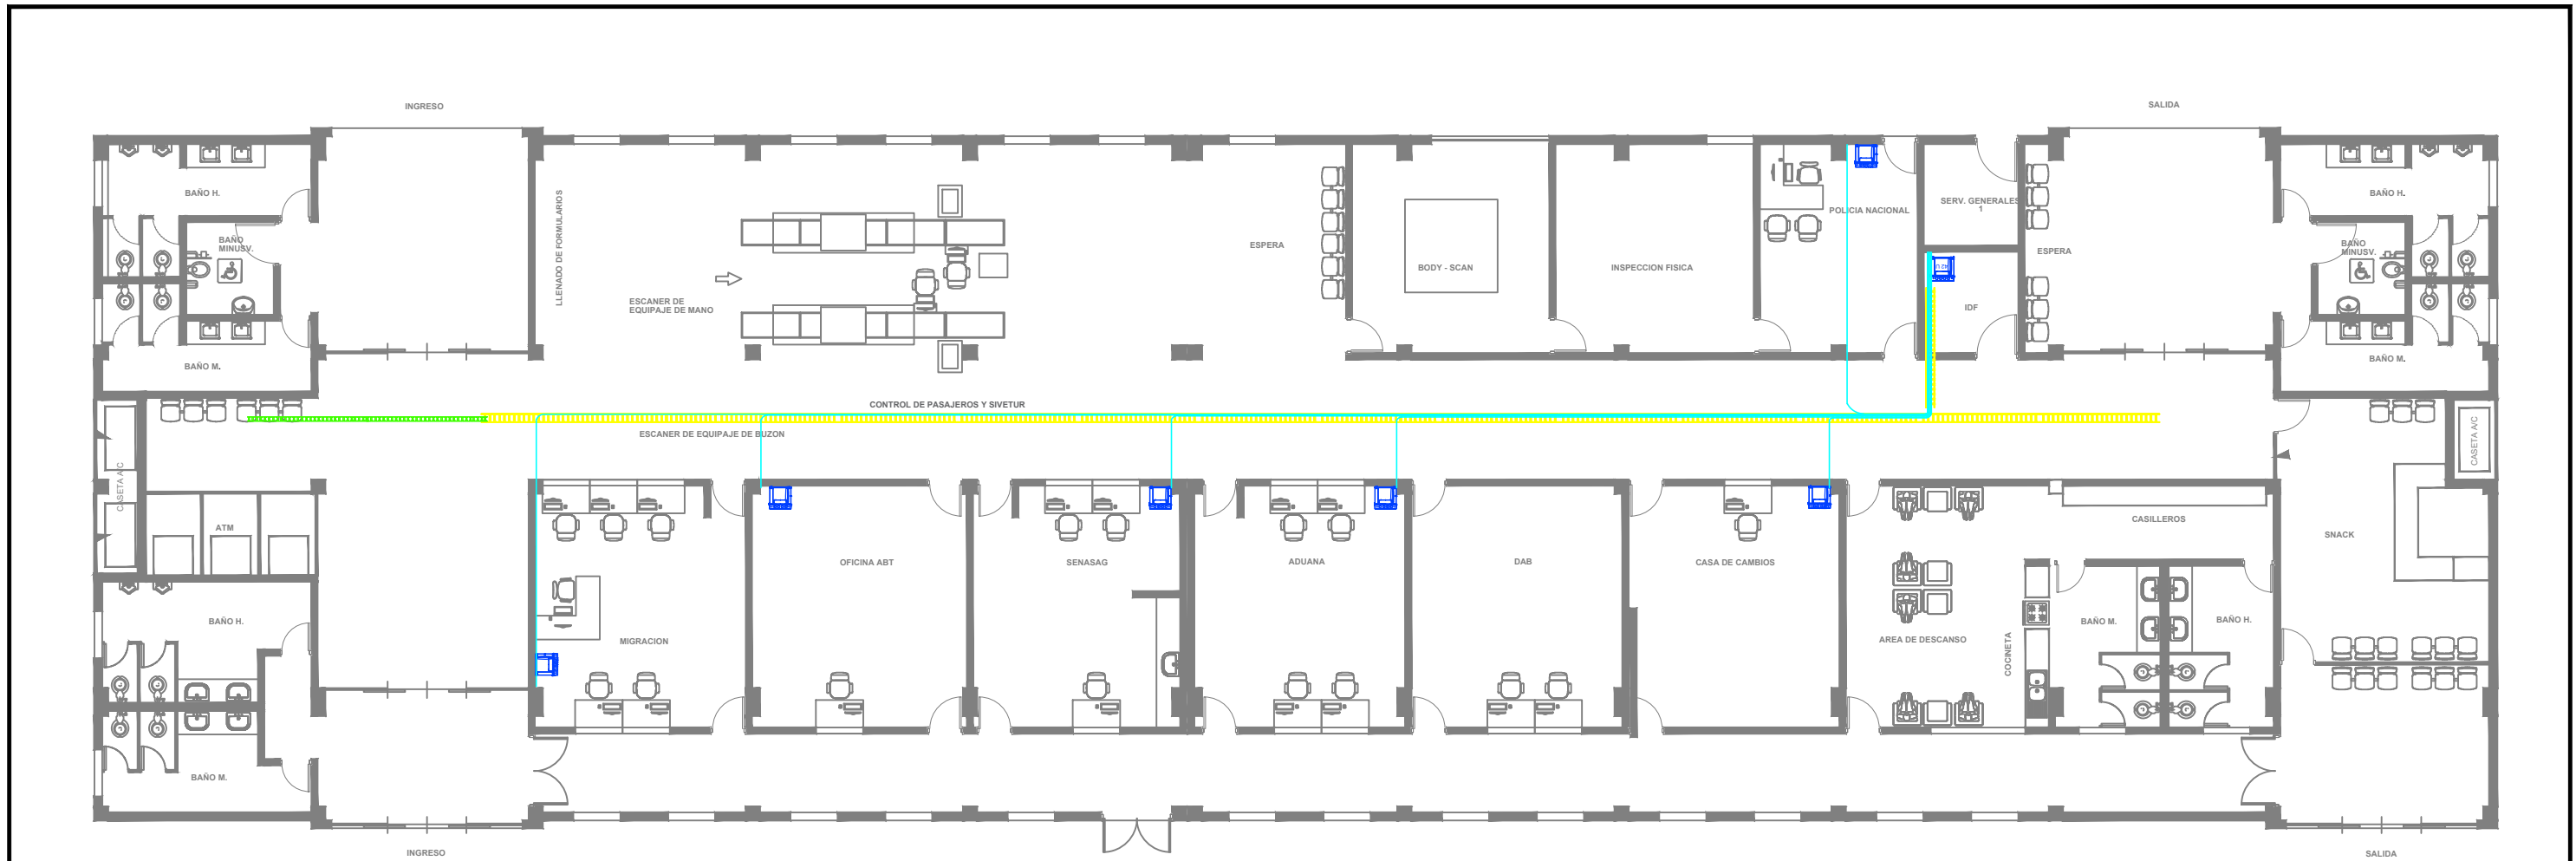 INGRESO
SALIDA
BAÑO H.
BAÑO
MINUSV.
BAÑO M.
LLENADO DE FORMULARIOS
ESCANER DE
EQUIPAJE DE MANO
ESPERA
BODY - SCAN
INSPECCION FISICA
POLICIA NACIONAL
SERV. GENERALES
1
IDF
ESPERA
BAÑO H.
BAÑO
MINUSV.
BAÑO M.
CONTROL DE PASAJEROS Y SIVETUR
ESCANER DE EQUIPAJE DE BUZON
CASETA A/C
CASETA A/C
ATM
OFICINA ABT
SENASAG
ADUANA
DAB
CASA DE CAMBIOS
CASILLEROS
SNACK
BAÑO H.
MIGRACION
AREA DE DESCANSO
COCINETA
BAÑO M.
BAÑO H.
BAÑO M.
INGRESO
SALIDA